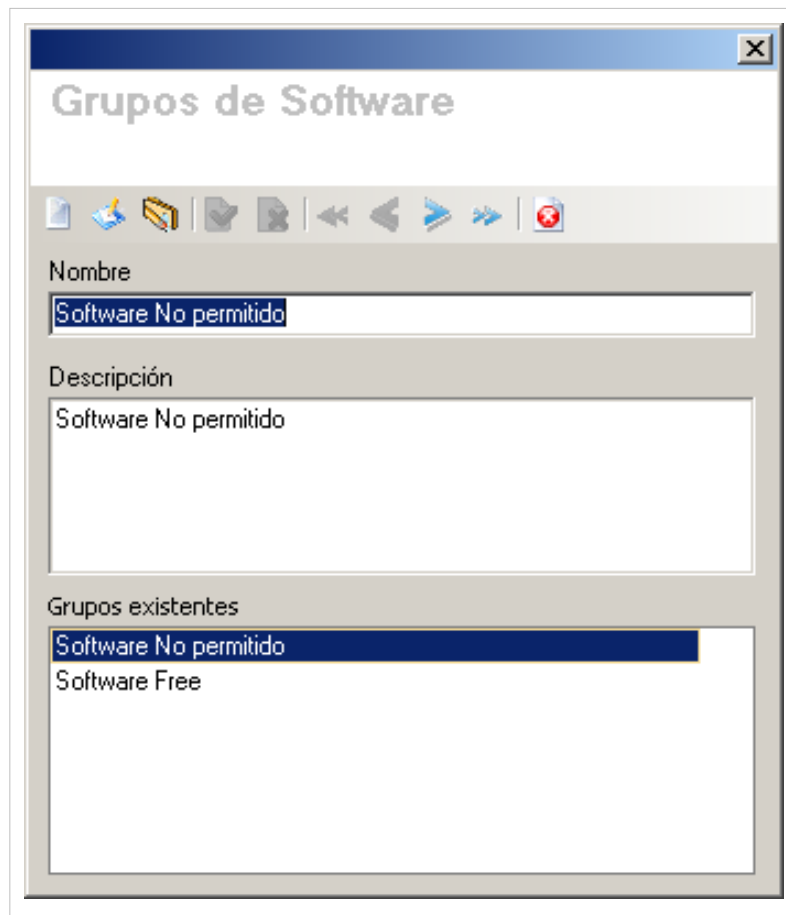 Grupos de Software
Nombre
Software No permitido
Descripción
Software No permitido
Grupos existentes
Software No permitido
Software Free